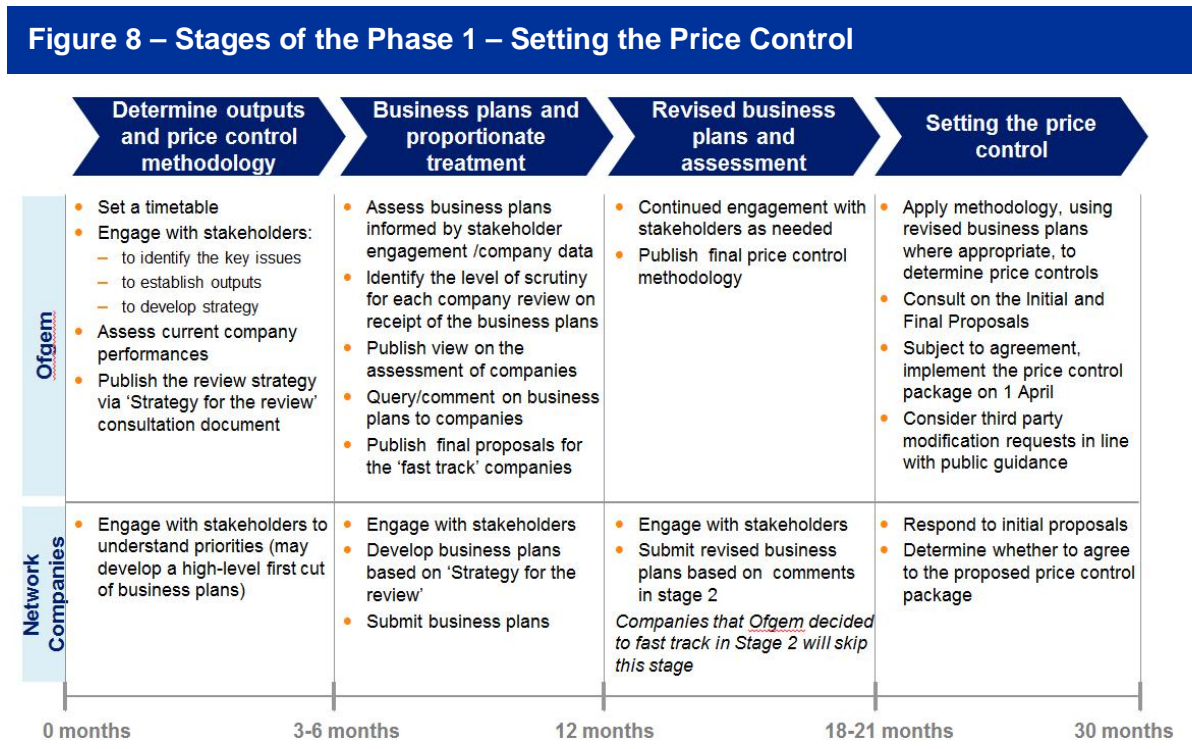 Figure 8 – Stages of the Phase 1 – Setting the Price Control
Determine outputs
and price control
methodology
Business plans and
proportionate
treatment
Revised business
plans and
assessment
Setting the price
control
Ofgem
• Set a timetable
• Engage with stakeholders:
– to identify the key issues
– to establish outputs
– to develop strategy
• Assess current company
performances
• Publish the review strategy
via ‘Strategy for the review’
consultation document
• Assess business plans
informed by stakeholder
engagement /company data
• Identify the level of scrutiny
for each company review on
receipt of the business plans
• Publish view on the
assessment of companies
• Query/comment on business
plans to companies
• Publish final proposals for
the ‘fast track’ companies
• Continued engagement with
stakeholders as needed
• Publish final price control
methodology
• Apply methodology, using
revised business plans
where appropriate, to
determine price controls
• Consult on the Initial and
Final Proposals
• Subject to agreement,
implement the price control
package on 1 April
• Consider third party
modification requests in line
with public guidance
Network
Companies
• Engage with stakeholders to
understand priorities (may
develop a high-level first cut
of business plans)
• Engage with stakeholders
• Develop business plans
based on ‘Strategy for the
review’
• Submit business plans
• Engage with stakeholders
• Submit revised business
plans based on comments
in stage 2
Companies that Ofgem decided
to fast track in Stage 2 will skip
this stage
• Respond to initial proposals
• Determine whether to agree
to the proposed price control
package
0 months
3-6 months
12 months
18-21 months
30 months